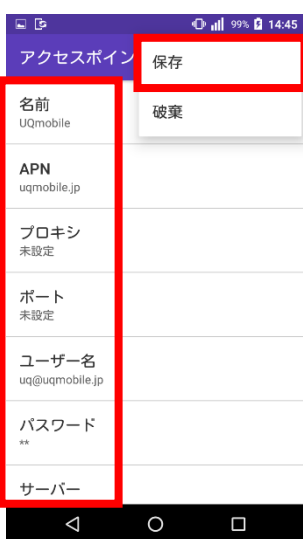 99% 14:45
アクセスポイン
保存
破棄
名前
UQmobile
APN
uqmobile.jp
プロキシ
未設定
ポート
未設定
ユーザー名
uq@uqmobile.jp
パスワード
**
サーバー